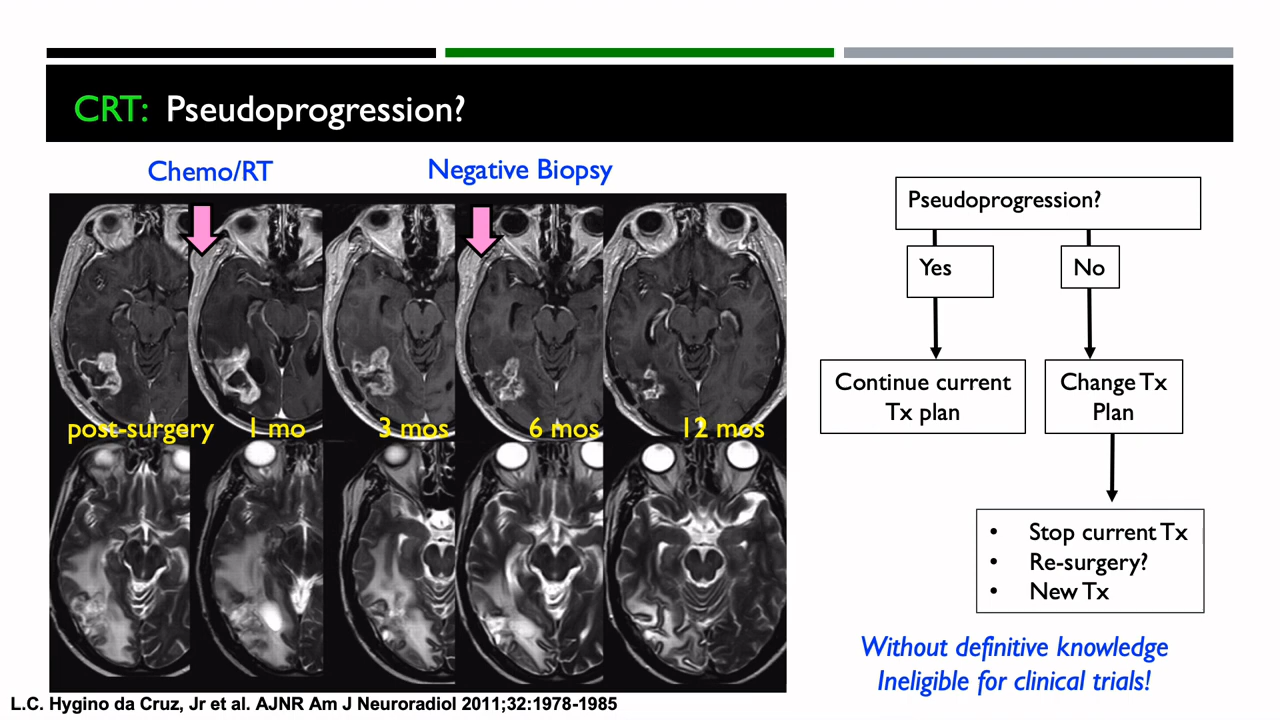 CRT: Pseudoprogression?
Chemo/RT
Negative Biopsy
post-surgery
1 mo
3 mos
6 mos
12 mos
Pseudoprogression?
Yes
No
Continue current
Tx plan
Change Tx
Plan
• Stop current Tx
• Re-surgery?
• New Tx
Without definitive knowledge
Ineligible for clinical trials!
L.C. Hygino da Cruz, Jr et al. AJNR Am J Neuroradiol 2011;32:1978-1985